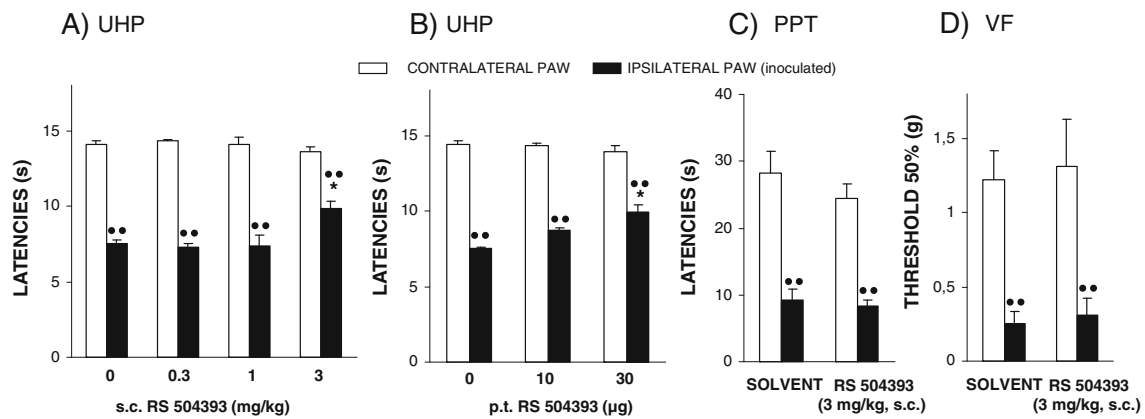 A) UHP
B) UHP
C) PPT
D) VF
CONTRALATERAL PAW
IPSILATERAL PAW (inoculated)
LATENCIES (s)
15
10
5
0
0 0.3 1 3
s.c. RS 504393 (mg/kg)
*
LATENCIES (s)
15
10
5
0
0 10 30
p.t. RS 504393 (µg)
*
LATENCIES (s)
40
30
20
10
0
SOLVENT RS 504393
(3 mg/kg, s.c.)
THRESHOLD 50% (g)
1,5
1
0,5
0
SOLVENT RS 504393
(3 mg/kg, s.c.)